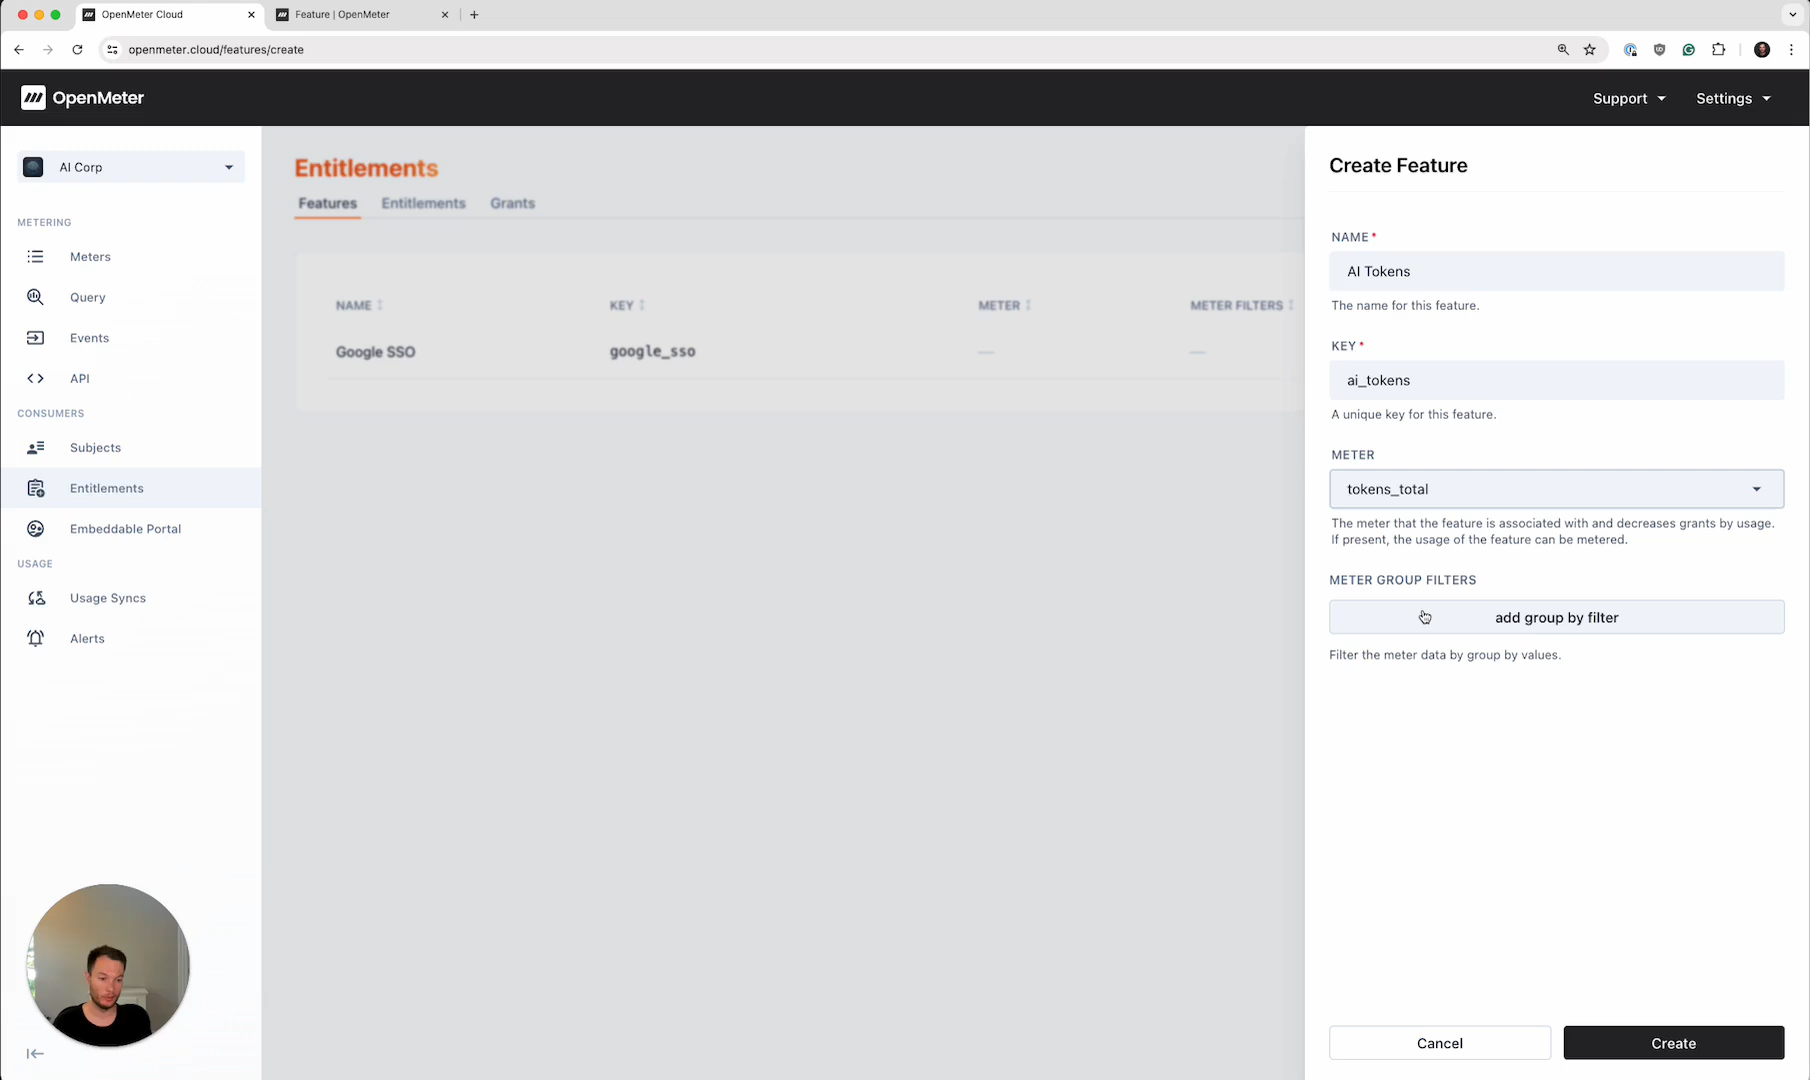 OpenMeter Cloud
Feature | OpenMeter
openmeter.cloud/features/create
OpenMeter
Support
Settings
AI Corp
METERING
Meters
Query
Events
API
CONSUMERS
Subjects
Entitlements
Embeddable Portal
USAGE
Usage Syncs
Alerts
Entitlements
Features Entitlements Grants
NAME KEY METER METER FILTERS
Google SSO google_sso — —
Create Feature
NAME*
AI Tokens
The name for this feature.
KEY*
ai_tokens
A unique key for this feature.
METER
tokens_total
The meter that the feature is associated with and decreases grants by usage.
If present, the usage of the feature can be metered.
METER GROUP FILTERS
add group by filter
Filter the meter data by group by values.
Cancel
Create